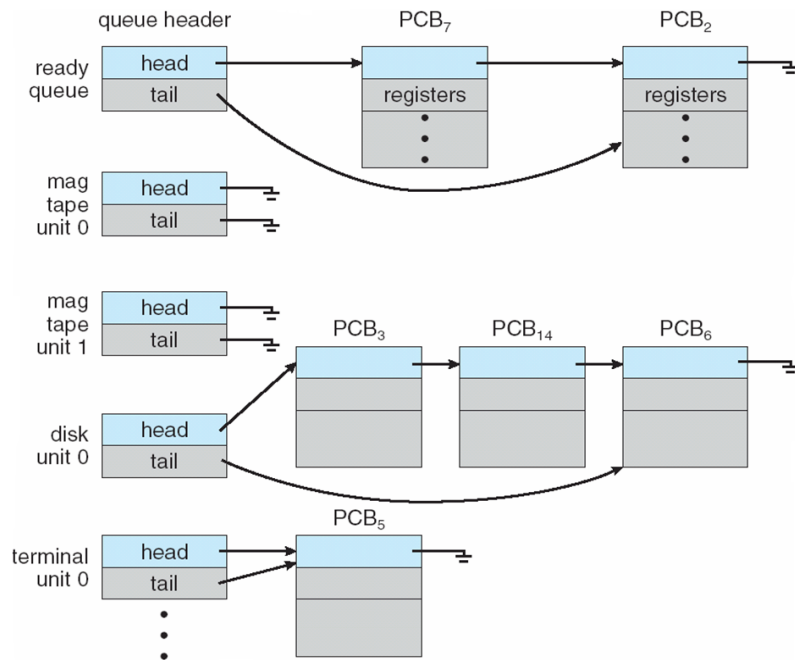 queue header
PCB7
PCB2
ready
queue
head
tail
registers
registers
mag
tape
unit 0
head
tail
mag
tape
unit 1
head
tail
PCB3
PCB14
PCB6
disk
unit 0
head
tail
PCB5
terminal
unit 0
head
tail